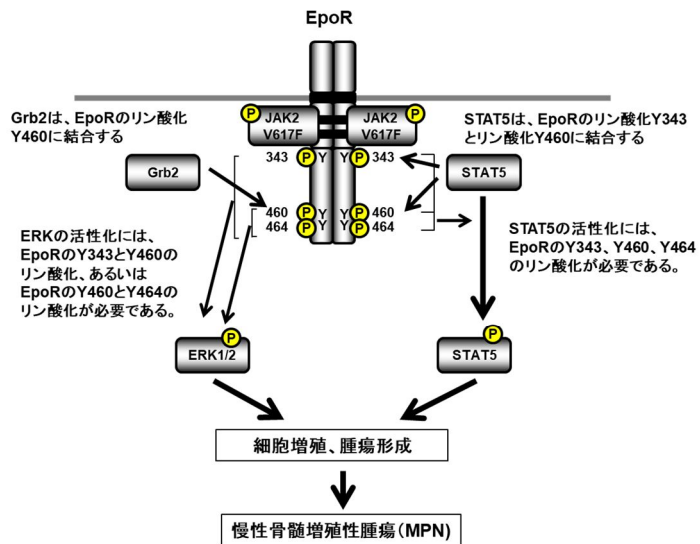 EpoR
P
JAK2
V617F
JAK2
V617F
P
Grb2は、EpoRのリン酸化
Y460に結合する
STAT5は、EpoRのリン酸化Y343
とリン酸化Y460に結合する
343 P Y Y P 343
Grb2
STAT5
460 P Y Y P 460
464 P Y Y P 464
ERKの活性化には、
EpoRのY343とY460の
リン酸化、あるいは
EpoRのY460とY464の
リン酸化が必要である。
STAT5の活性化には、
EpoRのY343、Y460、Y464
のリン酸化が必要である。
P
ERK1/2
P
STAT5
細胞増殖、腫瘍形成
慢性骨髄増殖性腫瘍(MPN)